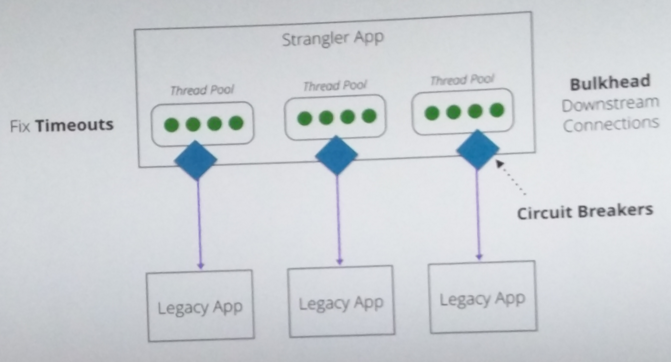 Strangler App
Thread Pool
Thread Pool
Thread Pool
Fix Timeouts
Bulkhead
Downstream
Connections
Circuit Breakers
Legacy App
Legacy App
Legacy App